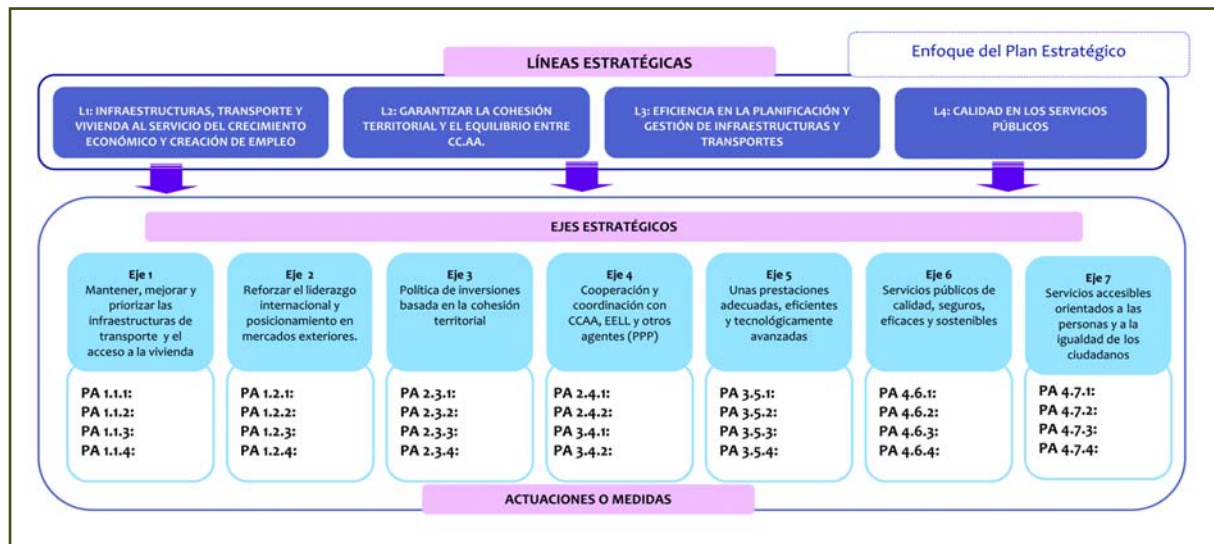 Enfoque del Plan Estratégico
LÍNEAS ESTRATÉGICAS
L1: INFRAESTRUCTURAS, TRANSPORTE Y
VIVIENDA AL SERVICIO DEL CRECIMIENTO
ECONÓMICO Y CREACIÓN DE EMPLEO
L2: GARANTIZAR LA COHESIÓN
TERRITORIAL Y EL EQUILIBRIO ENTRE
CC.AA.
L3: EFICIENCIA EN LA PLANIFICACIÓN Y
GESTIÓN DE INFRAESTRUCTURAS Y
TRANSPORTES
L4: CALIDAD EN LOS SERVICIOS
PÚBLICOS
EJES ESTRATÉGICOS
Eje 1
Mantener, mejorar y
priorizar las
infraestructuras de
transporte y el
acceso a la vivienda
PA 1.1.1:
PA 1.1.2:
PA 1.1.3:
PA 1.1.4:
Eje 2
Reforzar el liderazgo
internacional y
posicionamiento en
mercados exteriores.
PA 1.2.1:
PA 1.2.2:
PA 1.2.3:
PA 1.2.4:
Eje 3
Política de inversiones
basada en la cohesión
territorial
PA 2.3.1:
PA 2.3.2:
PA 2.3.3:
PA 2.3.4:
Eje 4
Cooperación y
coordinación con
CCAA, EELL y otros
agentes (PPP)
PA 2.4.1:
PA 2.4.2:
PA 3.4.1:
PA 3.4.2:
Eje 5
Unas prestaciones
adecuadas, eficientes
y tecnológicamente
avanzadas
PA 3.5.1:
PA 3.5.2:
PA 3.5.3:
PA 3.5.4:
Eje 6
Servicios públicos de
calidad, seguros,
eficaces y sostenibles
PA 4.6.1:
PA 4.6.2:
PA 4.6.3:
PA 4.6.4:
Eje 7
Servicios accesibles
orientados a las
personas y a la
igualdad de los
ciudadanos
PA 4.7.1:
PA 4.7.2:
PA 4.7.3:
PA 4.7.4:
ACTUACIONES O MEDIDAS